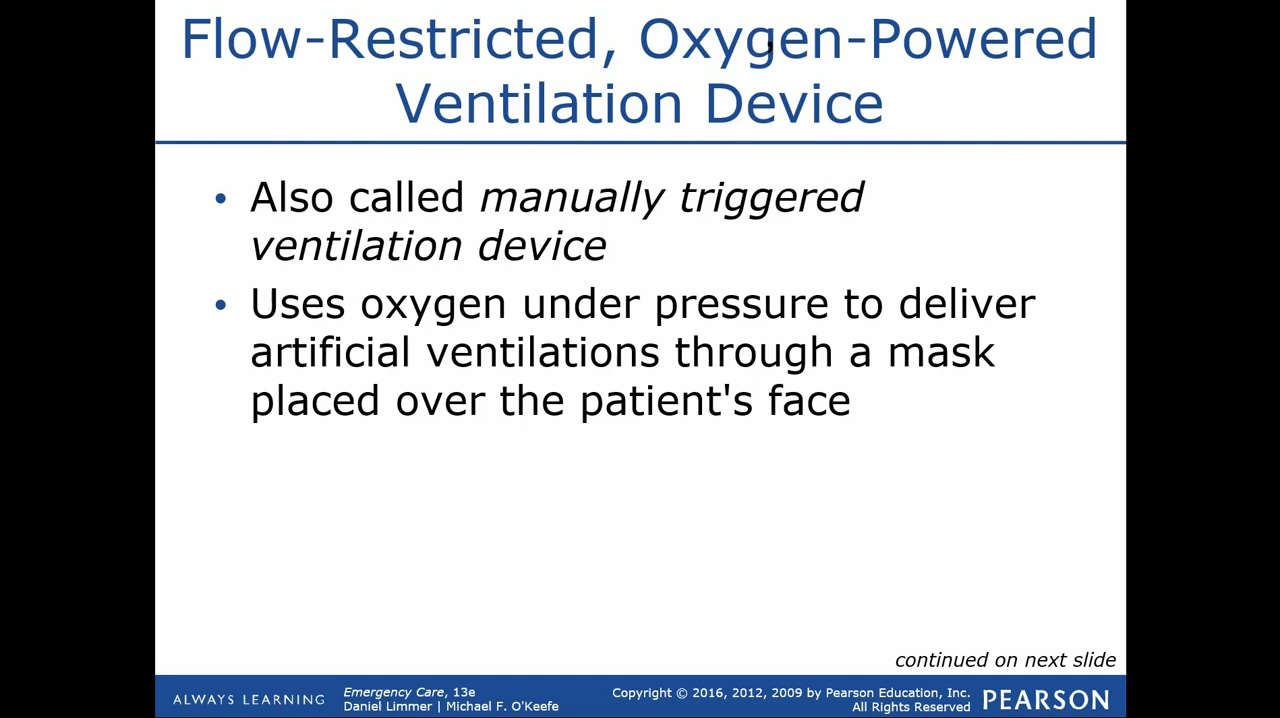 Flow-Restricted, Oxygen-Powered
Ventilation Device
• Also called manually triggered
ventilation device
• Uses oxygen under pressure to deliver
artificial ventilations through a mask
placed over the patient's face
continued on next slide
ALWAYS LEARNING
Emergency Care, 13e
Daniel Limmer | Michael F. O'Keefe
Copyright © 2016, 2012, 2009 by Pearson Education, Inc.
All Rights Reserved
PEARSON